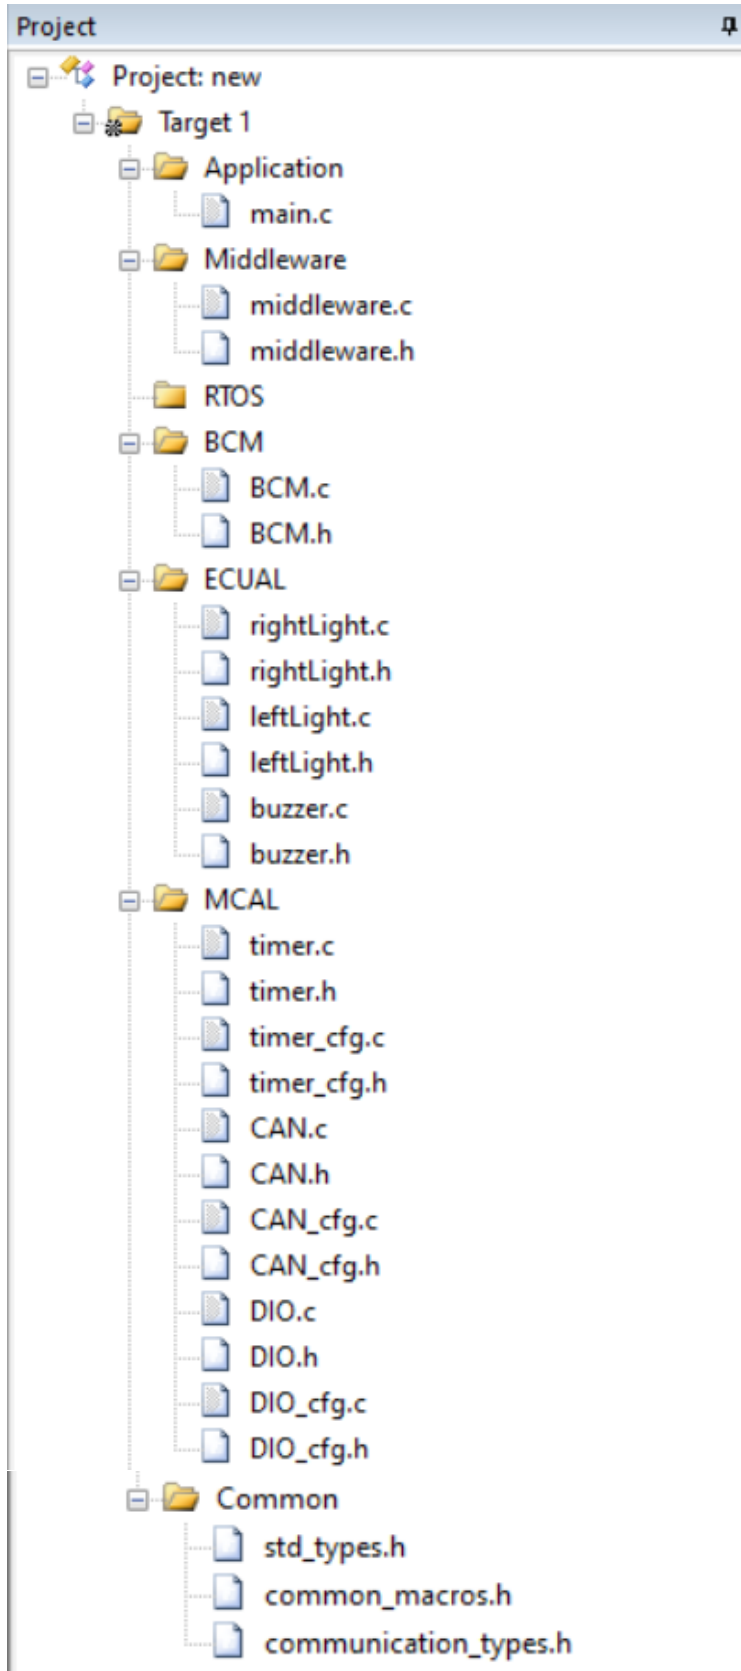 Project
Project: new
Target 1
Application
main.c
Middleware
middleware.c
middleware.h
RTOS
BCM
BCM.c
BCM.h
ECUAL
rightLight.c
rightLight.h
leftLight.c
leftLight.h
buzzer.c
buzzer.h
MCAL
timer.c
timer.h
timer_cfg.c
timer_cfg.h
CAN.c
CAN.h
CAN_cfg.c
CAN_cfg.h
DIO.c
DIO.h
DIO_cfg.c
DIO_cfg.h
Common
std_types.h
common_macros.h
communication_types.h